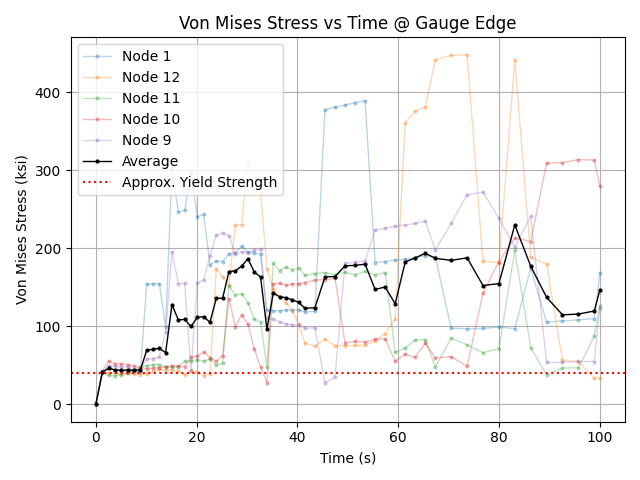 Von Mises Stress vs Time @ Gauge Edge
Von Mises Stress (ksi)
400
300
200
100
0
Node 1
Node 12
Node 11
Node 10
Node 9
Average
Approx. Yield Strength
0 20 40 60 80 100
Time (s)